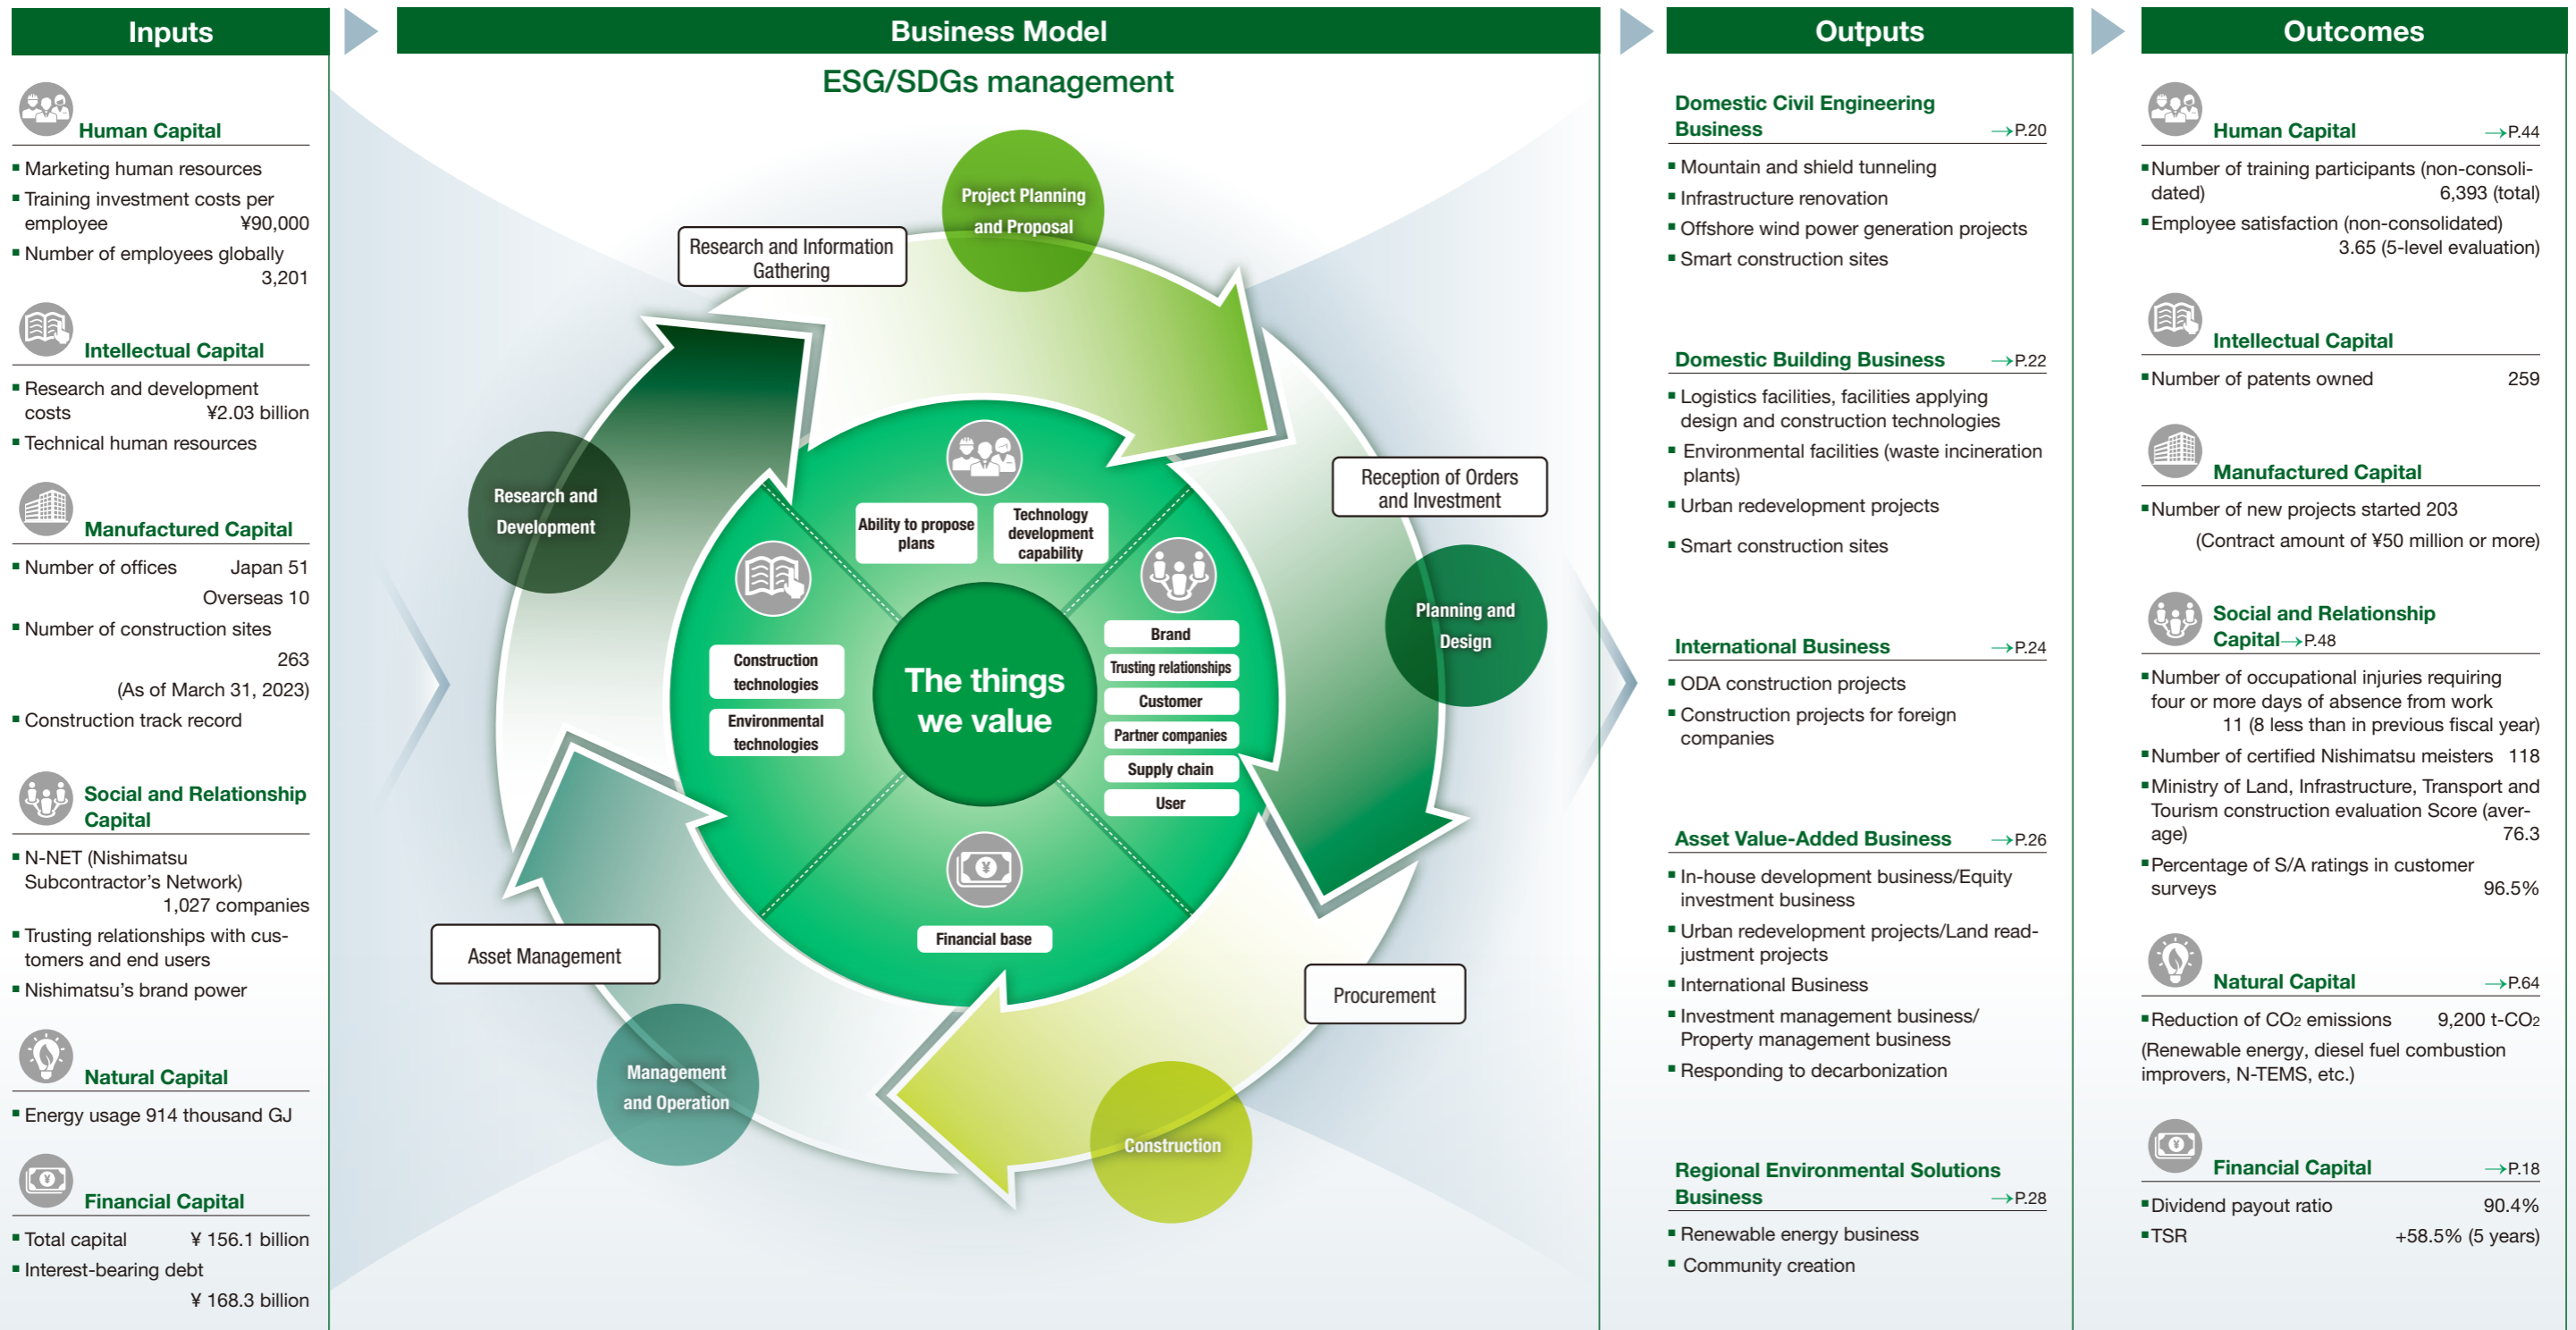 Inputs
Human Capital
▪ Marketing human resources
▪ Training investment costs per
employee ¥90,000
▪ Number of employees globally
3,201
Intellectual Capital
▪ Research and development
costs ¥2.03 billion
▪ Technical human resources
Manufactured Capital
▪ Number of offices Japan 51
Overseas 10
▪ Number of construction sites
263
(As of March 31, 2023)
▪ Construction track record
Social and Relationship
Capital
▪ N-NET (Nishimatsu
Subcontractor’s Network)
1,027 companies
▪ Trusting relationships with cus-
tomers and end users
▪ Nishimatsu’s brand power
Natural Capital
▪ Energy usage 914 thousand GJ
Financial Capital
▪ Total capital ¥ 156.1 billion
▪ Interest-bearing debt
¥ 168.3 billion
Business Model
ESG/SDGs management
Project Planning
and Proposal
Research and Information
Gathering
Reception of Orders
and Investment
Research and
Development
Planning and
Design
Ability to propose
plans
Technology
development
capability
Construction
technologies
Environmental
technologies
The things
we value
Brand
Trusting relationships
Customer
Partner companies
Supply chain
User
Financial base
Asset Management
Procurement
Management
and Operation
Construction
Outputs
Domestic Civil Engineering
Business →P.20
▪ Mountain and shield tunneling
▪ Infrastructure renovation
▪ Offshore wind power generation projects
▪ Smart construction sites
Domestic Building Business →P.22
▪ Logistics facilities, facilities applying
design and construction technologies
▪ Environmental facilities (waste incineration
plants)
▪ Urban redevelopment projects
▪ Smart construction sites
International Business →P.24
▪ ODA construction projects
▪ Construction projects for foreign
companies
Asset Value-Added Business →P.26
▪ In-house development business/Equity
investment business
▪ Urban redevelopment projects/Land read-
justment projects
▪ International Business
▪ Investment management business/
Property management business
▪ Responding to decarbonization
Regional Environmental Solutions
Business →P.28
▪ Renewable energy business
▪ Community creation
Outcomes
Human Capital →P.44
▪Number of training participants (non-consoli-
dated) 6,393 (total)
▪Employee satisfaction (non-consolidated)
3.65 (5-level evaluation)
Intellectual Capital
▪Number of patents owned 259
Manufactured Capital
▪Number of new projects started 203
(Contract amount of ¥50 million or more)
Social and Relationship
Capital→P.48
▪Number of occupational injuries requiring
four or more days of absence from work
11 (8 less than in previous fiscal year)
▪Number of certified Nishimatsu meisters 118
▪Ministry of Land, Infrastructure, Transport and
Tourism construction evaluation Score (aver-
age) 76.3
▪Percentage of S/A ratings in customer
surveys 96.5%
Natural Capital →P.64
▪Reduction of CO2 emissions 9,200 t-CO2
(Renewable energy, diesel fuel combustion
improvers, N-TEMS, etc.)
Financial Capital →P.18
▪Dividend payout ratio 90.4%
▪TSR +58.5% (5 years)